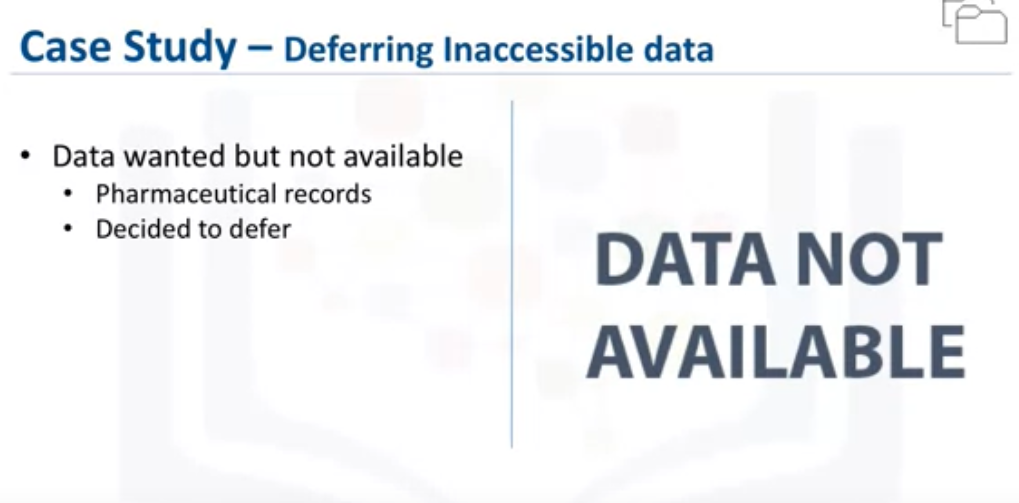 Case Study – Deferring Inaccessible data
• Data wanted but not available
• Pharmaceutical records
• Decided to defer
DATA NOT
AVAILABLE